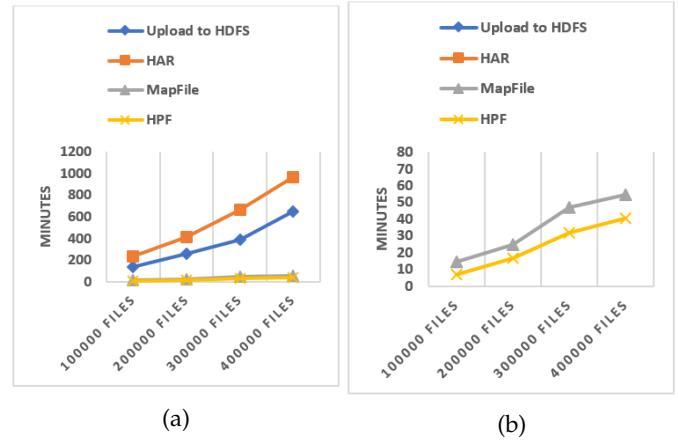 Upload to HDFS
HAR
MapFile
HPF
MINUTES
1200
1000
800
600
400
200
0
100000 FILES
200000 FILES
300000 FILES
400000 FILES
(a)
Upload to HDFS
HAR
MapFile
HPF
MINUTES
80
70
60
50
40
30
20
10
0
100000 FILES
200000 FILES
300000 FILES
400000 FILES
(b)